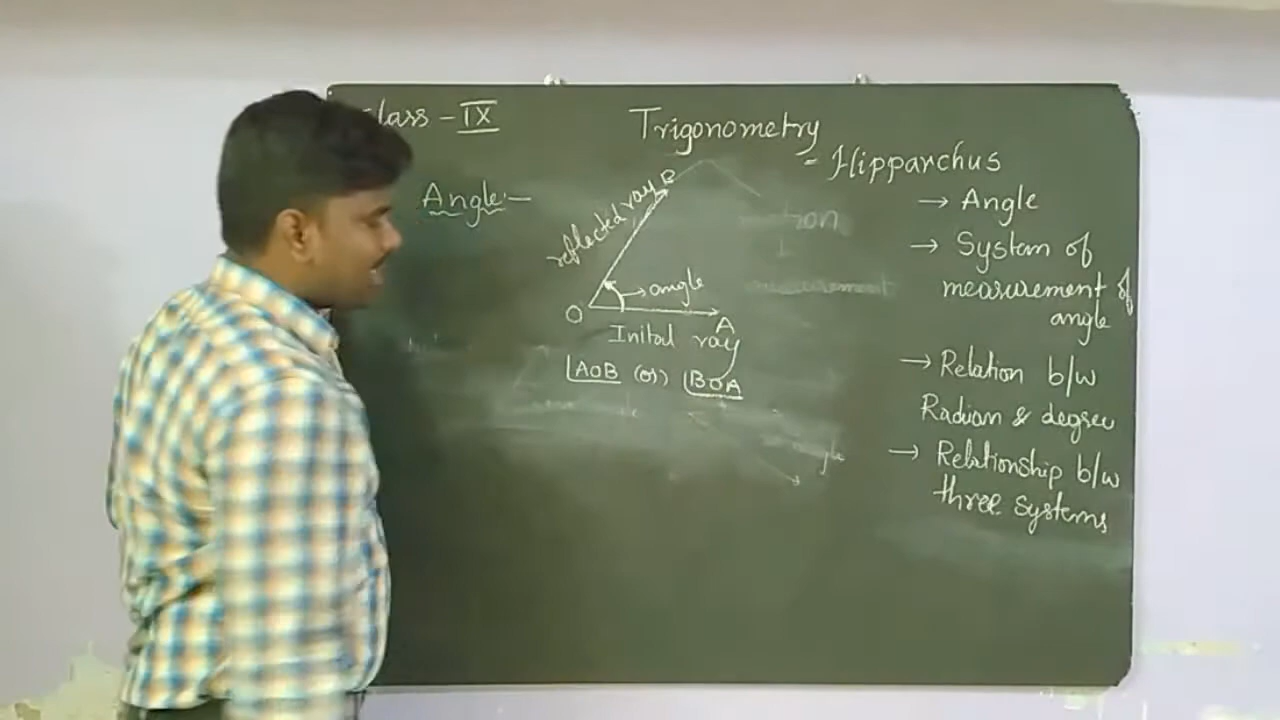 Class - IX
Trigonometry
- Hipparchus
Angle:-
reflected ray B
→ angle
O
A
Inital ray
∠AOB (or) ∠BOA
→ Angle
→ System of
measurement of
angle
→ Relation b/w
Radian & degree
→ Relationship b/w
three systems